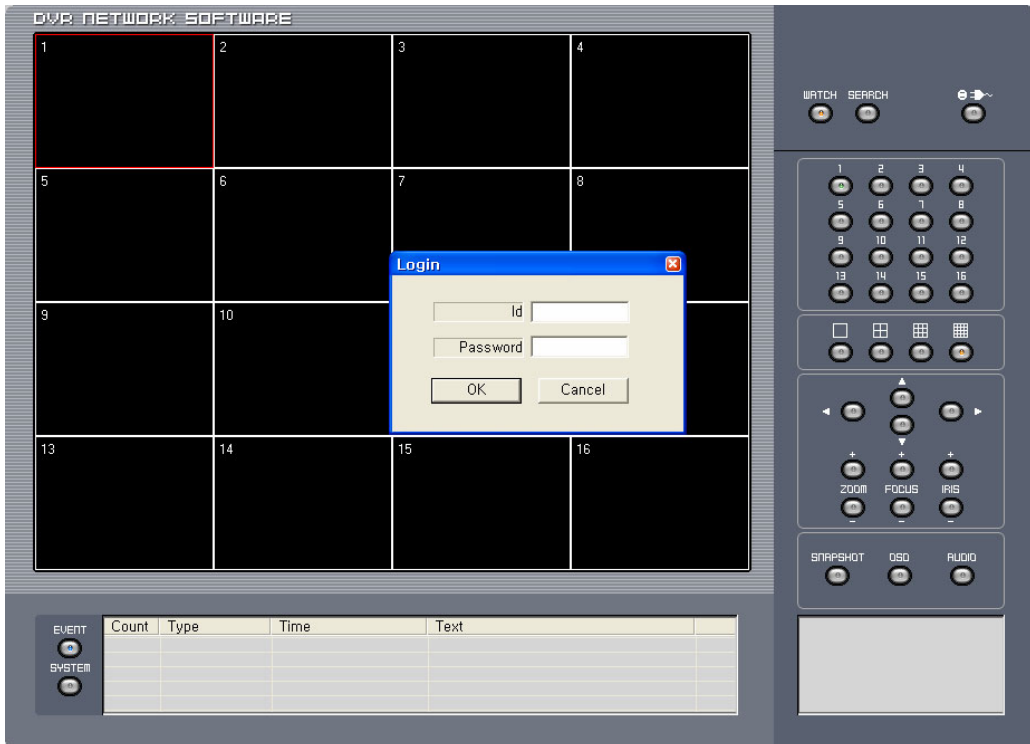 DVR NETWORK SOFTWARE
1 2 3 4
WATCH SEARCH
1 2 3 4
5 6 7 8
5 6 7 8
9 10 11 12
Login
13 14 15 16
Id
9 10
Password
OK Cancel
13 14 15 16
ZOOM FOCUS IRIS
SNAPSHOT OSD AUDIO
EVENT
Count Type Time Text
SYSTEM